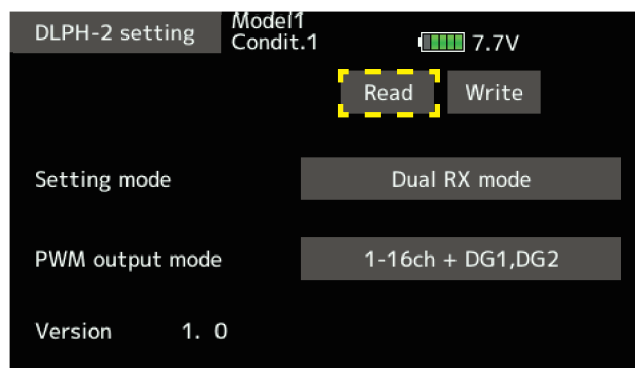 DLPH-2 setting
Model1
Condit.1
7.7V
Read
Write
Setting mode
Dual RX mode
PWM output mode
1-16ch + DG1,DG2
Version 1. 0